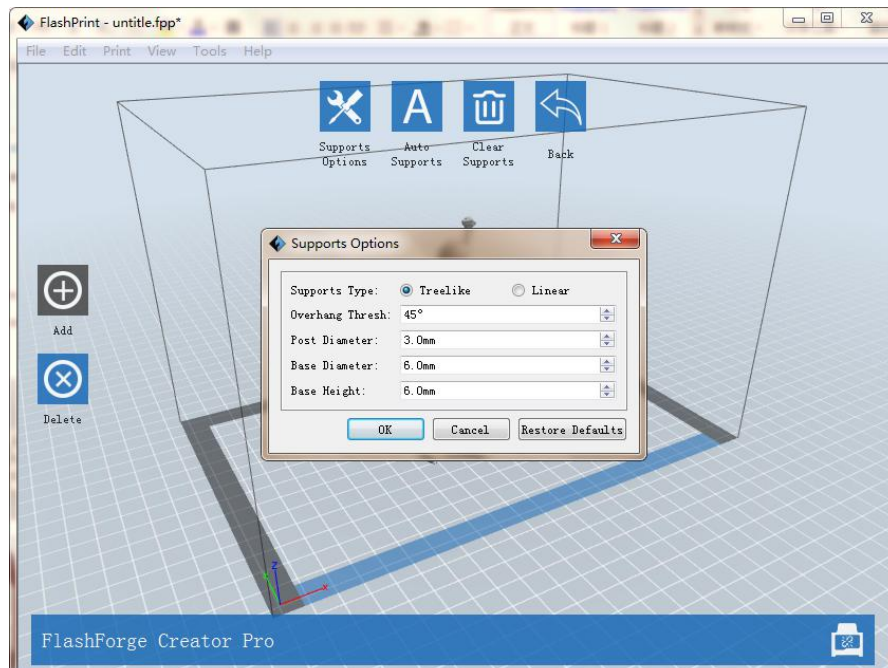 FlashPrint - untitle.fpp*
File Edit Print View Tools Help
A
Supports Options
Auto Supports
Clear Supports
Back
Supports Options
Supports Type: Treelike Linear
Overhang Thresh: 45°
Post Diameter: 3.0mm
Base Diameter: 6.0mm
Base Height: 6.0mm
OK Cancel Restore Defaults
Add
Delete
z
x
FlashForge Creator Pro